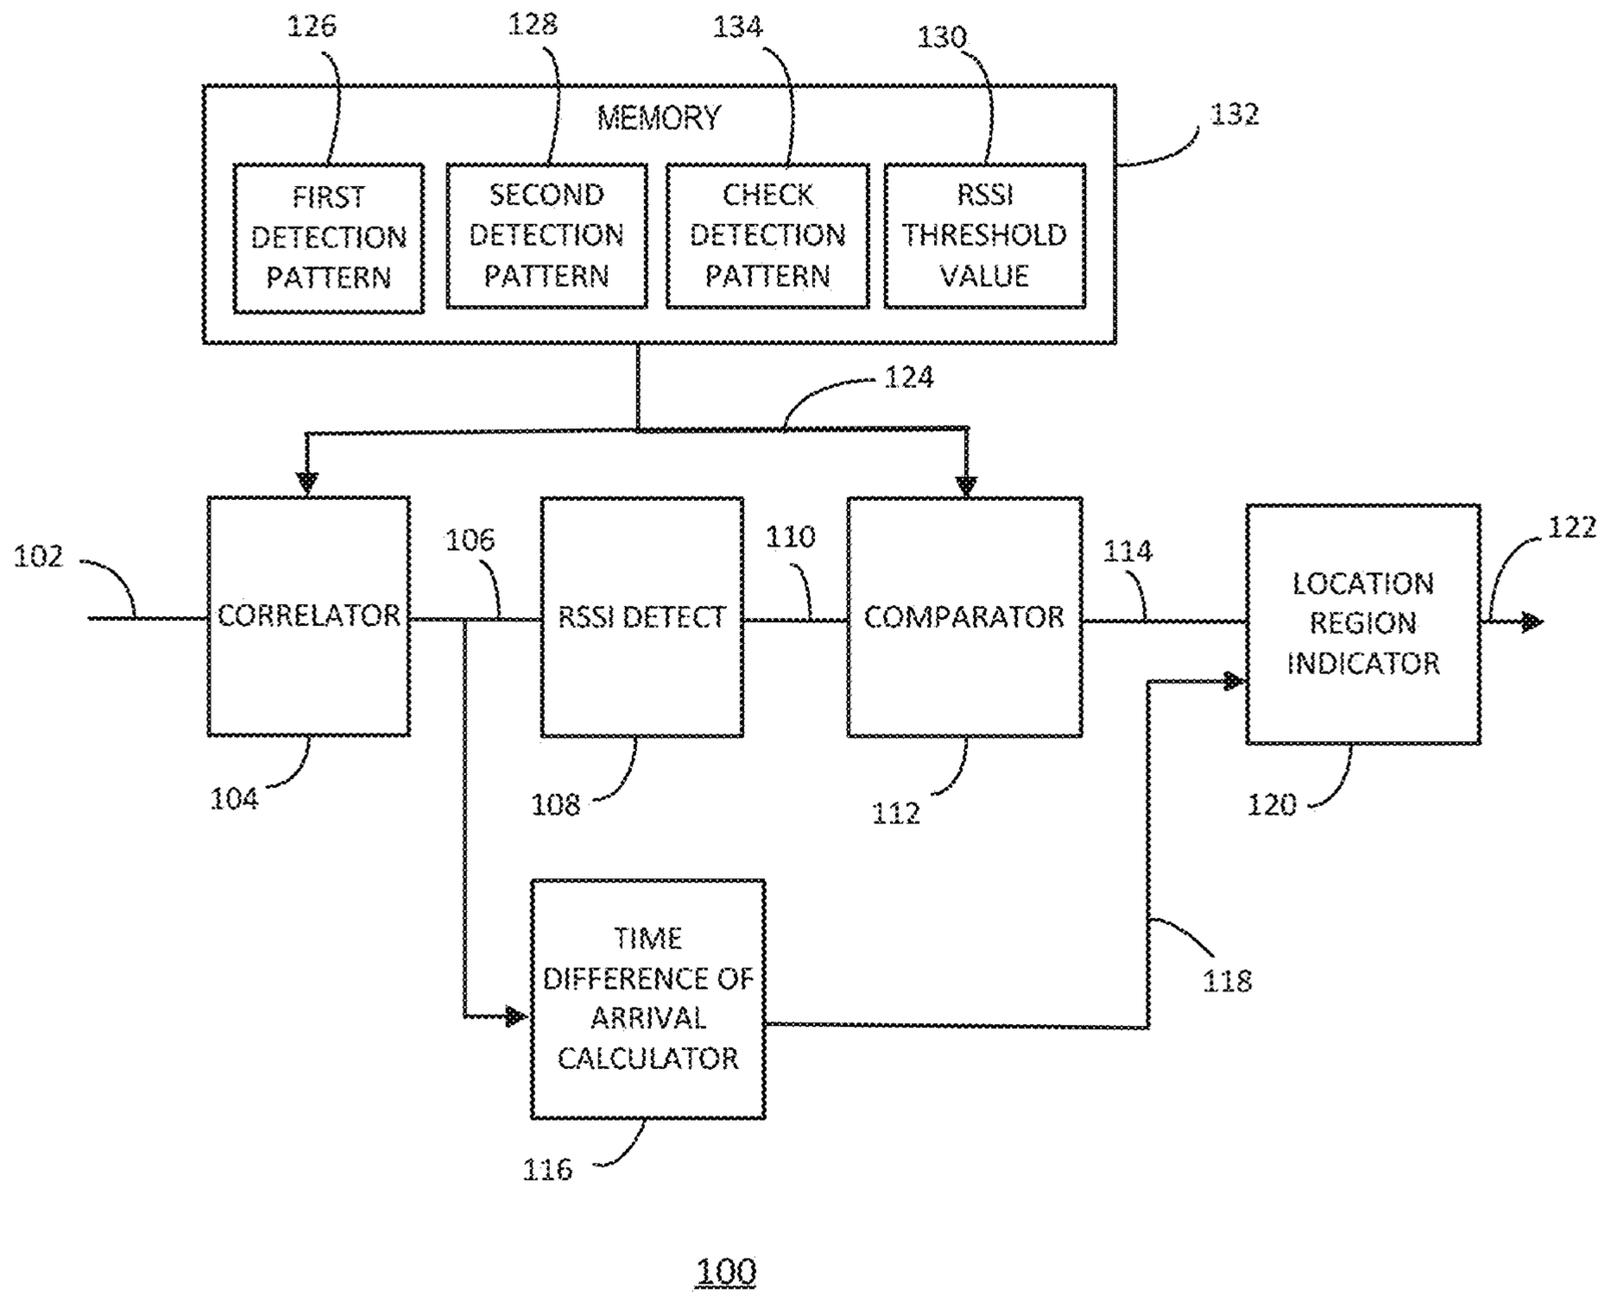 126
128
134
130
132
MEMORY
FIRST
DETECTION
PATTERN
SECOND
DETECTION
PATTERN
CHECK
DETECTION
PATTERN
RSSI
THRESHOLD
VALUE
124
102
CORRELATOR
104
106
RSSI DETECT
108
110
COMPARATOR
112
114
LOCATION
REGION
INDICATOR
120
122
TIME
DIFFERENCE OF
ARRIVAL
CALCULATOR
116
118
100